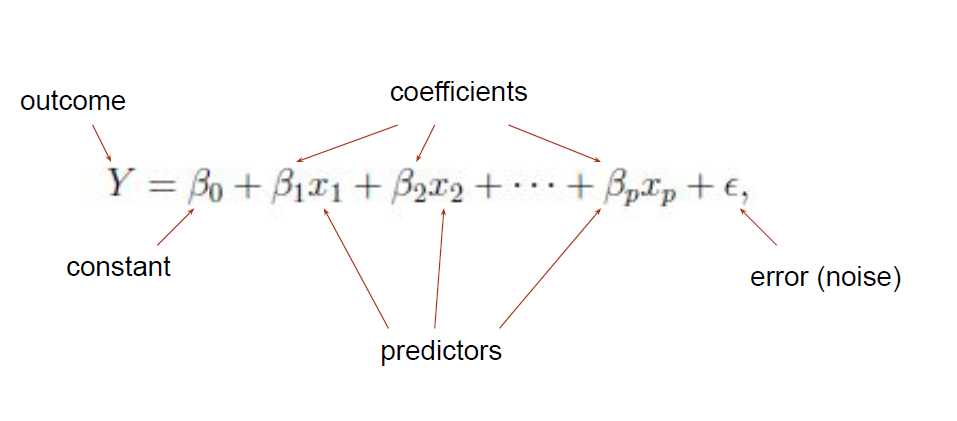 coefficients
outcome
Y = β₀ + β₁x₁ + β₂x₂ + ⋯ + βₚxₚ + ϵ,
constant
error (noise)
predictors